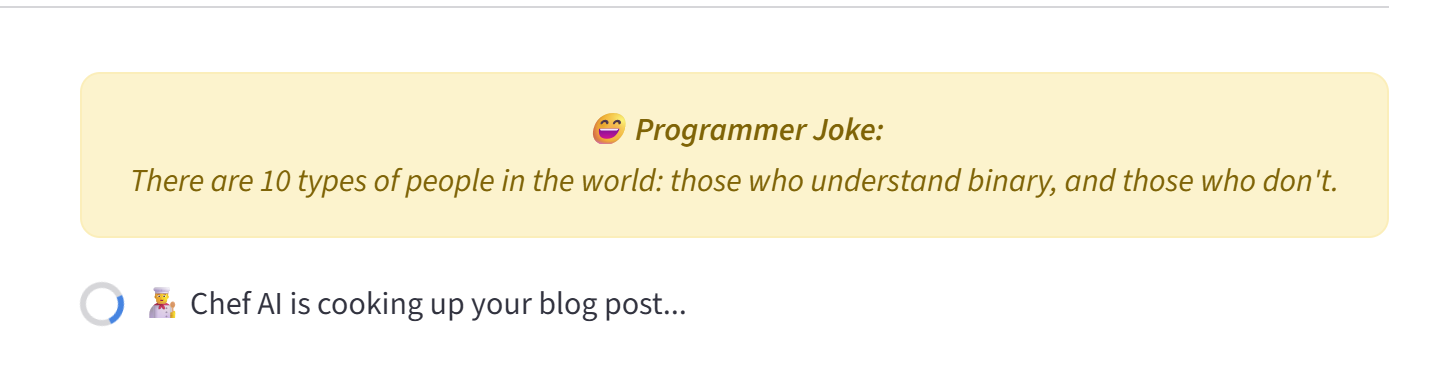 😄 Programmer Joke:
There are 10 types of people in the world: those who understand binary, and those who don't.
👩‍🍳 Chef AI is cooking up your blog post...